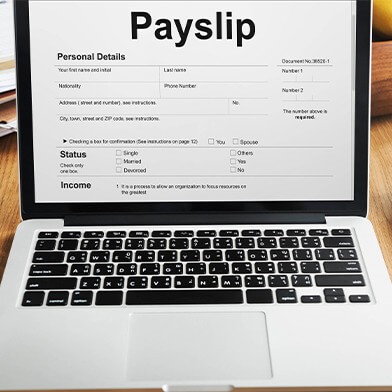 Payslip
Personal Details
Document No.36626-1
Your first name and initial Last name Number 1
Nationality Phone Number
Number 2
Address ( street and number), see instructions. No.
The number above is
required.
City, town, street and ZIP code, see instructions.
► Checking a box for confirmation (See instructions on page 12) You Spouse
Status Single Others
Check only Married Yes
one box. Divorced No
Income 1 It is a process to allow an organization to focus resources on
the greatest